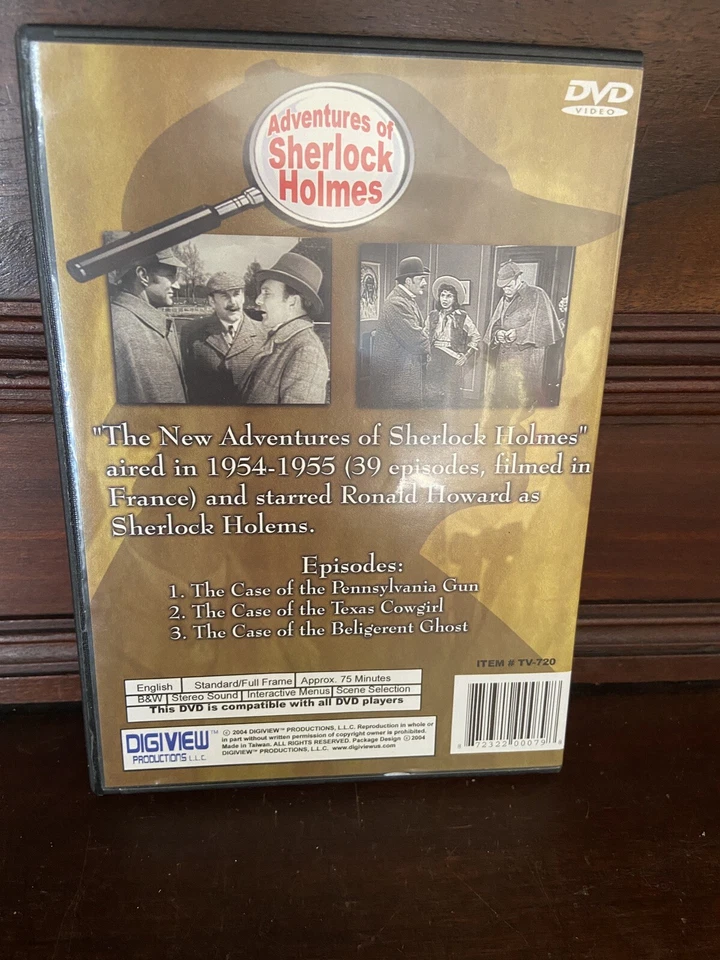 DVD
VIDEO
Adventures of
Sherlock
Holmes
"The New Adventures of Sherlock Holmes"
aired in 1954-1955 (39 episodes, filmed in
France) and starred Ronald Howard as
Sherlock Holems.
Episodes:
1. The Case of the Pennsylvania Gun
2. The Case of the Texas Cowgirl
3. The Case of the Beligerent Ghost
ITEM # TV-720
English Standard/Full Frame Approx. 75 Minutes
B&W Stereo Sound Interactive Menus Scene Selection
This DVD is compatible with all DVD players
DIGIVIEW™
PRODUCTIONS L.L.C.
© 2004 DIGIVIEW™ PRODUCTIONS, L.L.C. Reproduction in whole or
in part without written permission of copyright owner is prohibited.
Made in Taiwan. ALL RIGHTS RESERVED. Package Design © 2004
DIGIVIEW™ PRODUCTIONS, L.L.C. www.digiviewus.com
72322 00079